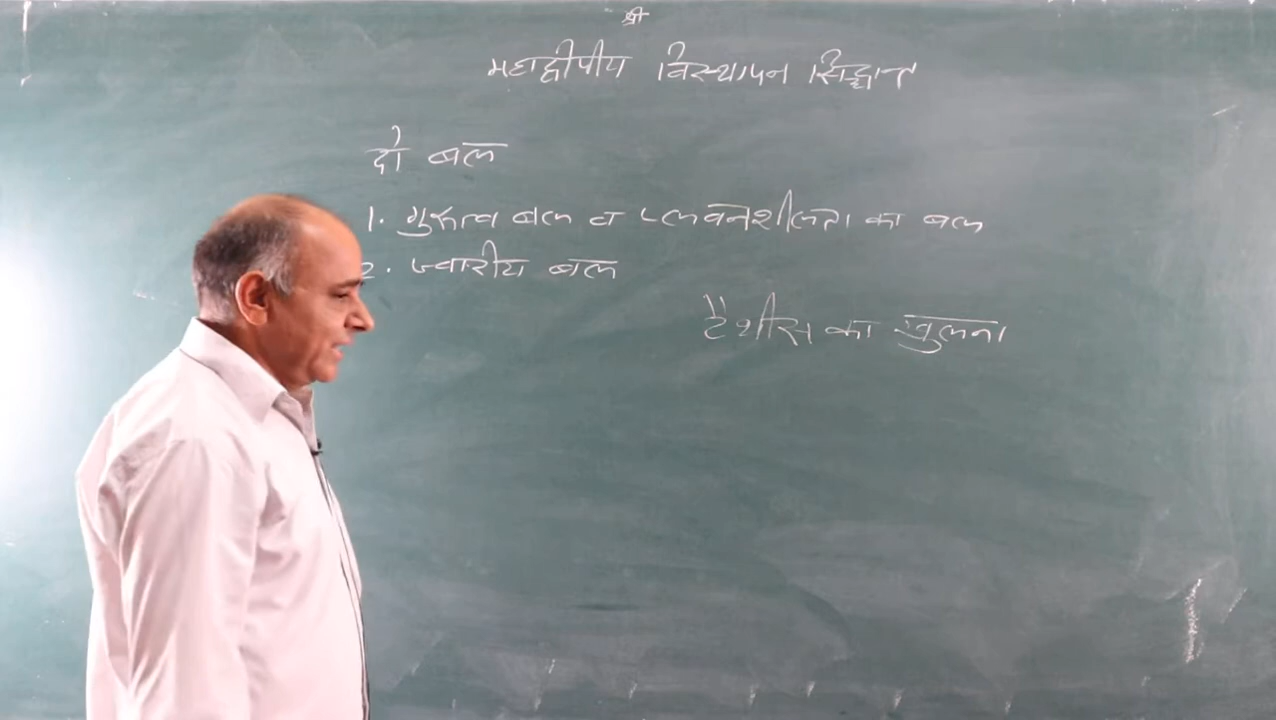 श्री
महाद्वीपीय विस्थापन सिद्धान्त
दो बल
1. गुरुत्व बल व प्लवनशीलता का बल
2. ज्वारीय बल
"टेथीस का खुलना